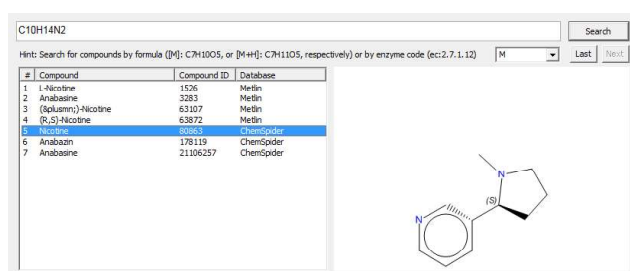 C10H14N2 Search
Hint: Search for compounds by formula ([M]: C7H10O5, or [M+H]: C7H11O5, respectively) or by enzyme code (ec:2.7.1.12) M Last Next
# Compound Compound ID Database
1 L-Nicotine 1526 Metlin
2 Anabasine 3283 Metlin
3 (&plusmn;)-Nicotine 63107 Metlin
4 (R,S)-Nicotine 63872 Metlin
5 Nicotine 80863 ChemSpider
6 Anabazin 178119 ChemSpider
7 Anabasine 21106257 ChemSpider
N
(S)
N